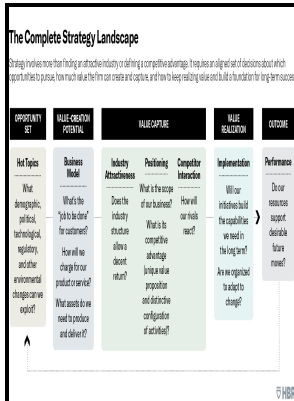 The Complete Strategy Landscape
Strategy involves more than finding an attractive industry or defining a competitive advantage. It requires an aligned set of decisions about which
opportunities to pursue, how much value the firm can create and capture, and how to keep realizing value and build a foundation for long-term succes
OPPORTUNITY
SET
VALUE-CREATION
POTENTIAL
VALUE CAPTURE
VALUE
REALIZATION
OUTCOME
Hot Topics
What
demographic,
political,
technological,
regulatory,
and other
environmental
changes can we
exploit?
Business
Model
What's the
"job to be done"
for customers?
How will we
charge for our
product or service?
What assets do we
need to produce
and deliver it?
Industry
Attractiveness
Does the
industry
structure
allow a
decent
return?
Positioning
What is the scope
of our business?
What is its
competitive
advantage
(unique value
proposition
and distinctive
configuration
of activities)?
Competitor
Interaction
How will
our rivals
react?
Implementation
Will our
initiatives build
the capabilities
we need in
the long term?
Are we organized
to adapt to
change?
Performance
Do our
resources
support
desirable
future
moves?
HBR